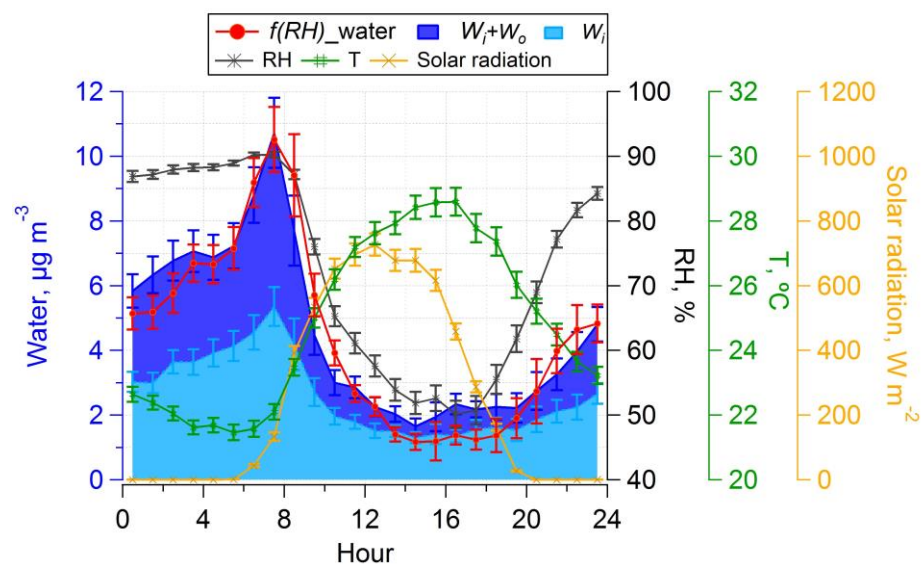 f(RH)_water Wi+Wo Wi
RH T Solar radiation
12 100 32 1200
10 90 30 1000
8 80 28 800
6 70 26 600
4 60 24 400
2 50 22 200
0 40 20 0
Water, µg m-3
RH, %
T, ºC
Solar radiation, W m-2
0 4 8 12 16 20 24
Hour